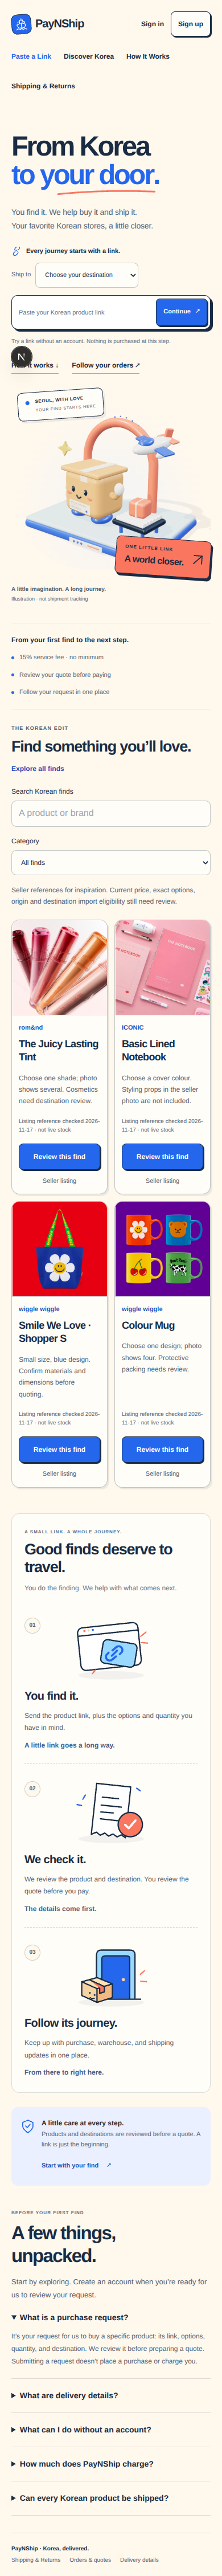 PayNShip
Sign in
Sign up
Paste a Link
Discover Korea
How It Works
Shipping & Returns
From Korea
to your door.
You find it. We help buy it and ship it.
Your favorite Korean stores, a little closer.
Every journey starts with a link.
Ship to
Choose your destination
Paste your Korean product link
Continue ↗
Try a link without an account. Nothing is purchased at this step.
N
it works ↓
Follow your orders ↗
SEOUL, WITH LOVE
YOUR FIND STARTS HERE
ONE LITTLE LINK
A world closer.
A little imagination. A long journey.
Illustration · not shipment tracking
From your first find to the next step.
15% service fee · no minimum
Review your quote before paying
Follow your request in one place
THE KOREAN EDIT
Find something you'll love.
Explore all finds
Search Korean finds
A product or brand
Category
All finds
Seller references for inspiration. Current price, exact options,
origin and destination import eligibility still need review.
rom&nd
The Juicy Lasting
Tint
Choose one shade; photo
shows several. Cosmetics
need destination review.
Listing reference checked 2026-
11-17 · not live stock
Review this find
Seller listing
ICONIC
Basic Lined
Notebook
Choose a cover colour.
Styling props in the seller
photo are not included.
Listing reference checked 2026-
11-17 · not live stock
Review this find
Seller listing
wiggle wiggle
Smile We Love ·
Shopper S
Small size, blue design.
Confirm materials and
dimensions before
quoting.
Listing reference checked 2026-
11-17 · not live stock
Review this find
Seller listing
wiggle wiggle
Colour Mug
Choose one design; photo
shows four. Protective
packing needs review.
Listing reference checked 2026-
11-17 · not live stock
Review this find
Seller listing
A SMALL LINK. A WHOLE JOURNEY.
Good finds deserve to
travel.
You do the finding. We help with what comes next.
01
You find it.
Send the product link, plus the options and quantity you
have in mind.
A little link goes a long way.
02
We check it.
We review the product and destination. You review the
quote before you pay.
The details come first.
03
Follow its journey.
Keep up with purchase, warehouse, and shipping
updates in one place.
From there to right here.
A little care at every step.
Products and destinations are reviewed before a quote. A
link is just the beginning.
Start with your find ↗
BEFORE YOUR FIRST FIND
A few things,
unpacked.
Start by exploring. Create an account when you're ready for
us to review your request.
▼ What is a purchase request?
It's your request for us to buy a specific product: its link, options,
quantity, and destination. We review it before preparing a quote.
Submitting a request doesn't place a purchase or charge you.
▶ What are delivery details?
▶ What can I do without an account?
▶ How much does PayNShip charge?
▶ Can every Korean product be shipped?
PayNShip · Korea, delivered.
Shipping & Returns
Orders & quotes
Delivery details